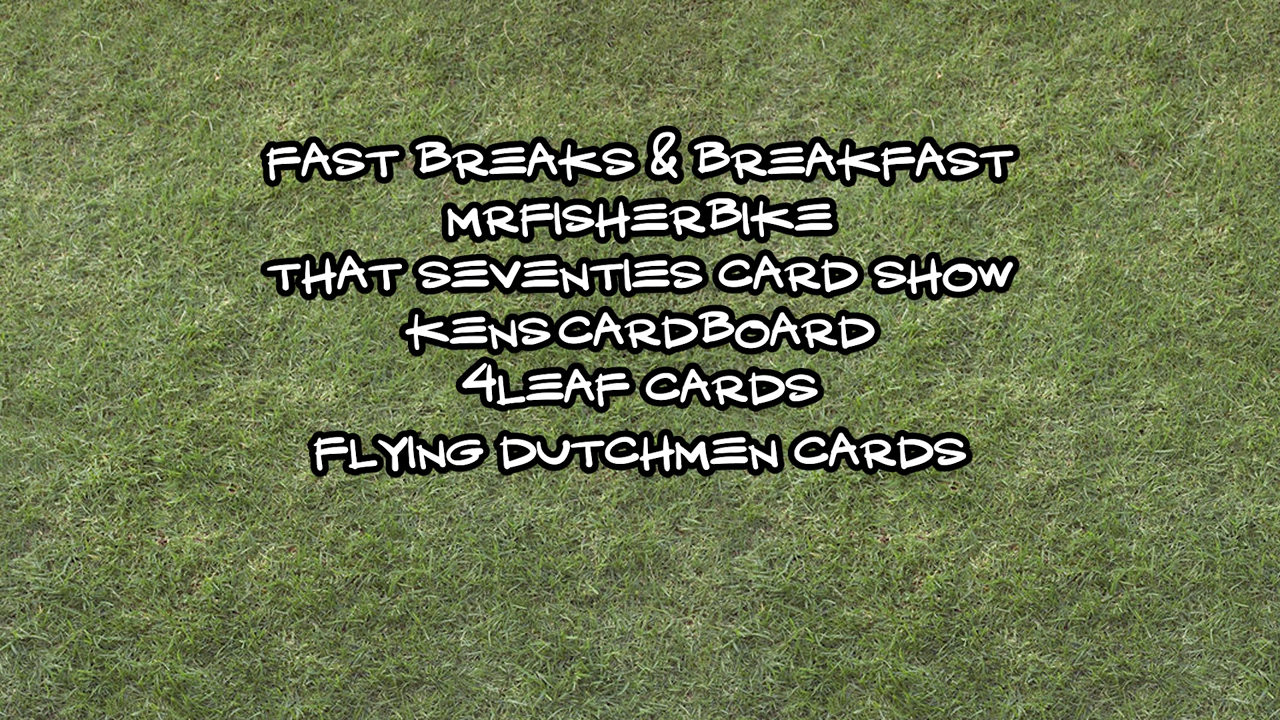 FAST BREAKS & BREAKFAST
MRFISHERBIKE
THAT SEVENTIES CARD SHOW
KENSCARDBOARD
4LEAF CARDS
FLYING DUTCHMEN CARDS